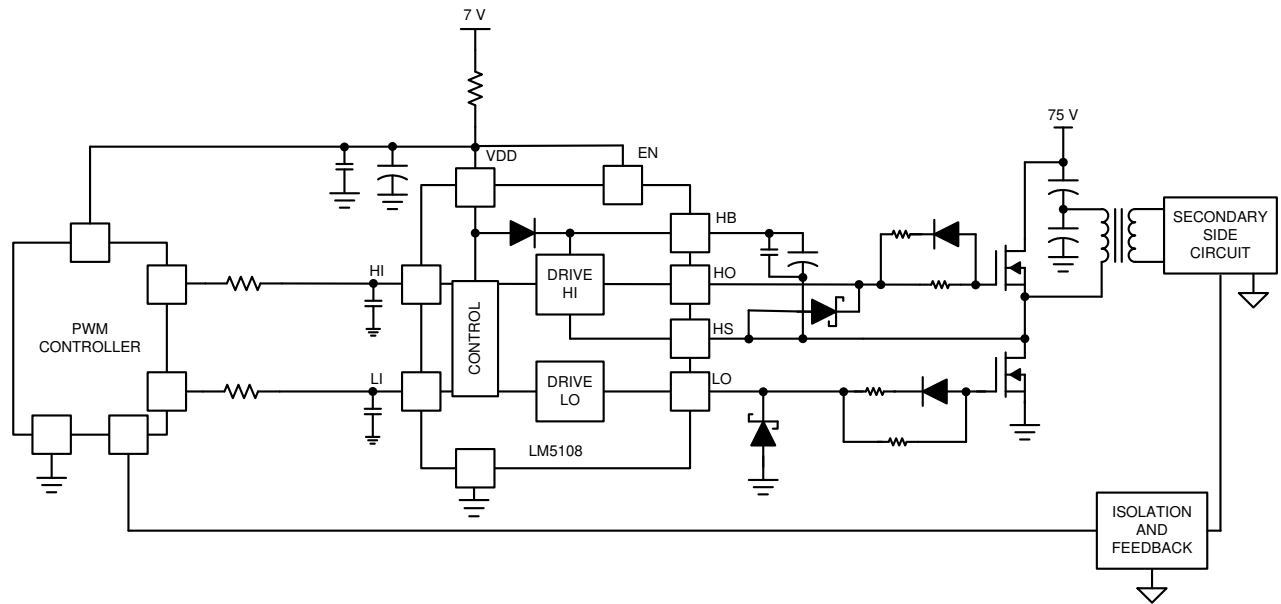 7 V
75 V
VDD
EN
HB
SECONDARY
SIDE
CIRCUIT
HI
DRIVE
HI
HO
PWM
CONTROLLER
CONTROL
HS
LI
DRIVE
LO
LO
LM5108
ISOLATION
AND
FEEDBACK